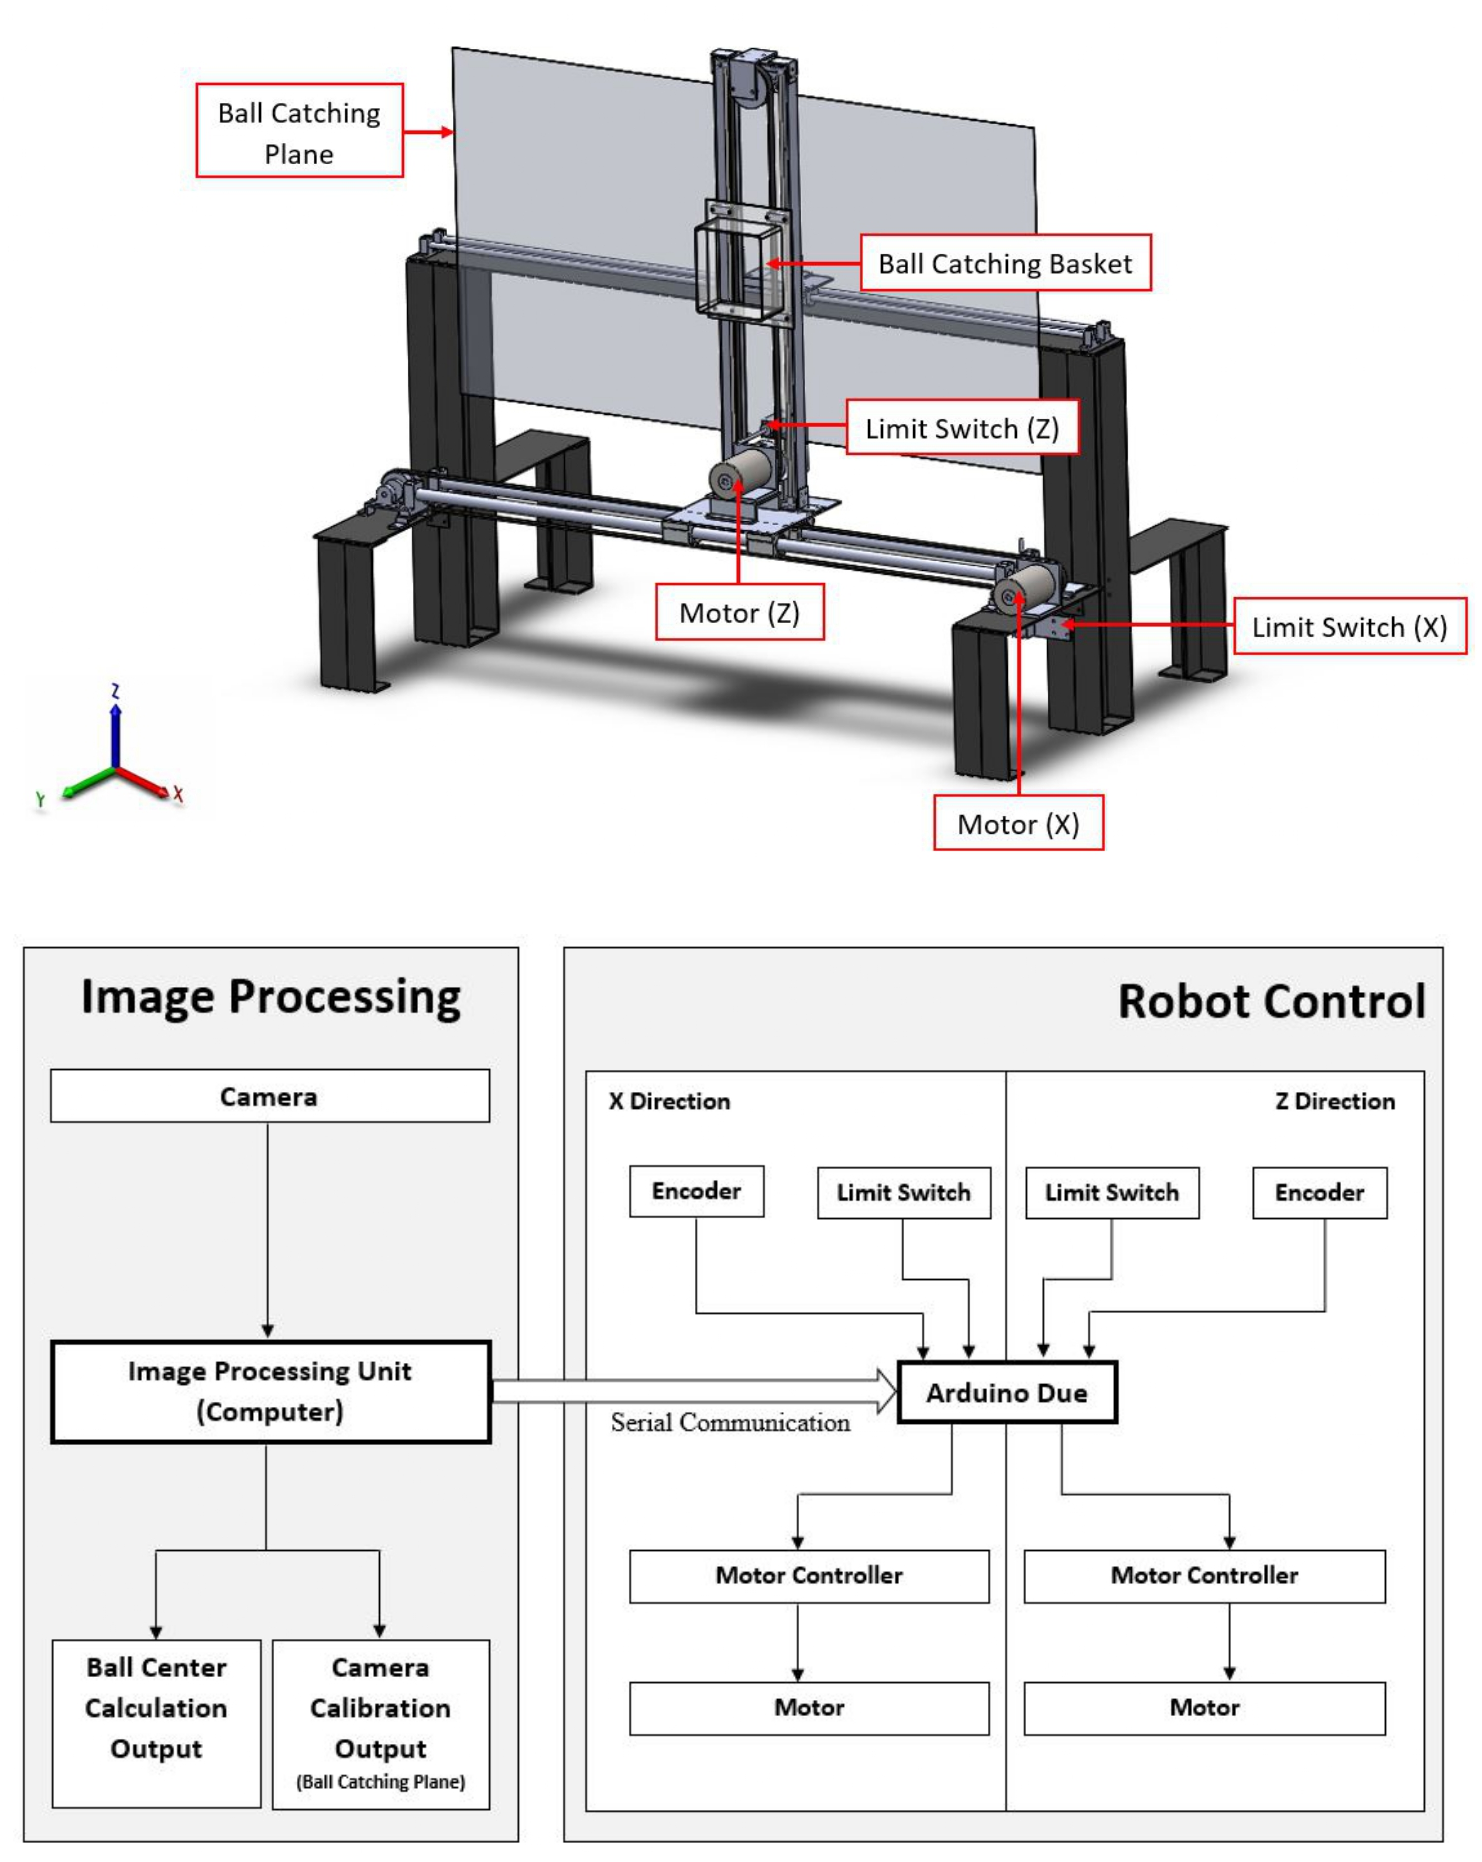 Ball Catching
Plane
Ball Catching Basket
Limit Switch (Z)
Motor (Z)
Limit Switch (X)
Motor (X)
Z
Y
X
Image Processing
Camera
Image Processing Unit
(Computer)
Ball Center
Calculation
Output
Camera
Calibration
Output
(Ball Catching Plane)
Serial Communication
Robot Control
X Direction
Z Direction
Encoder
Limit Switch
Limit Switch
Encoder
Arduino Due
Motor Controller
Motor Controller
Motor
Motor